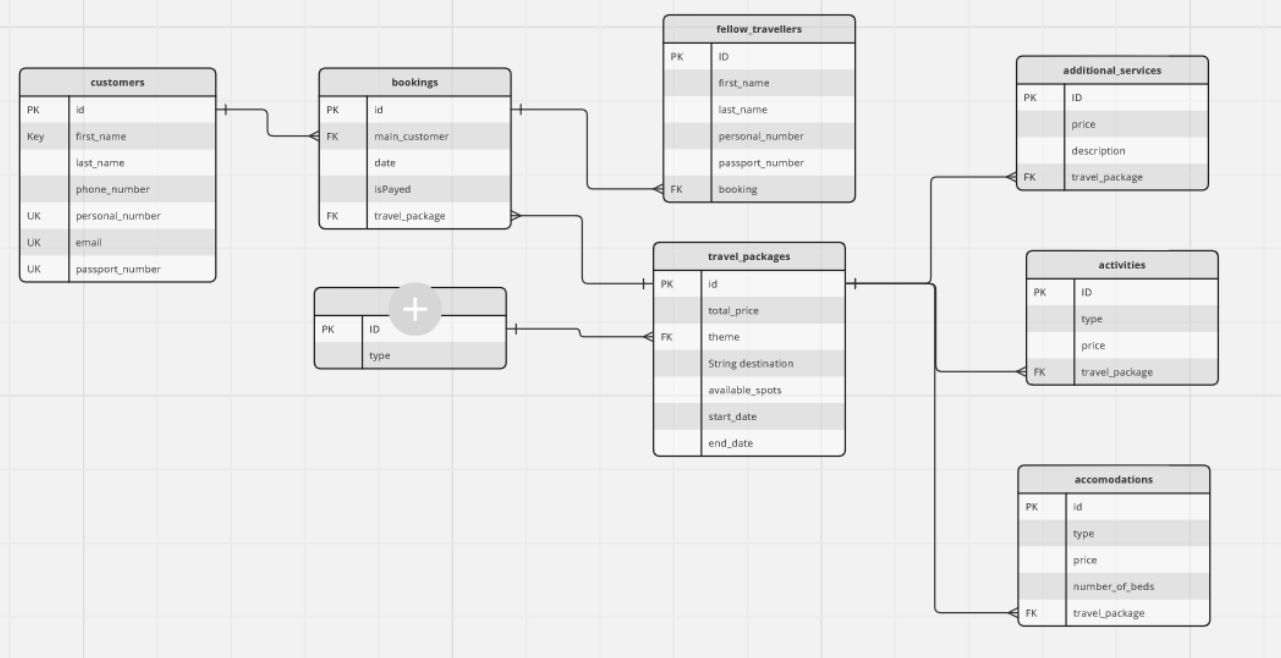 customers
PK id
Key first_name
last_name
phone_number
UK personal_number
UK email
UK passport_number
bookings
PK id
FK main_customer
date
isPayed
FK travel_package
fellow_travellers
PK ID
first_name
last_name
personal_number
passport_number
FK booking
additional_services
PK ID
price
description
FK travel_package
PK ID
type
travel_packages
PK id
total_price
FK theme
String destination
available_spots
start_date
end_date
activities
PK ID
type
price
FK travel_package
accomodations
PK id
type
price
number_of_beds
FK travel_package